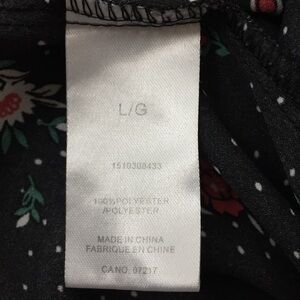 L/G
1510308433
100%POLYESTER
/POLYESTER
MADE IN CHINA
FABRIQUE EN CHINE
CA NO. 07217